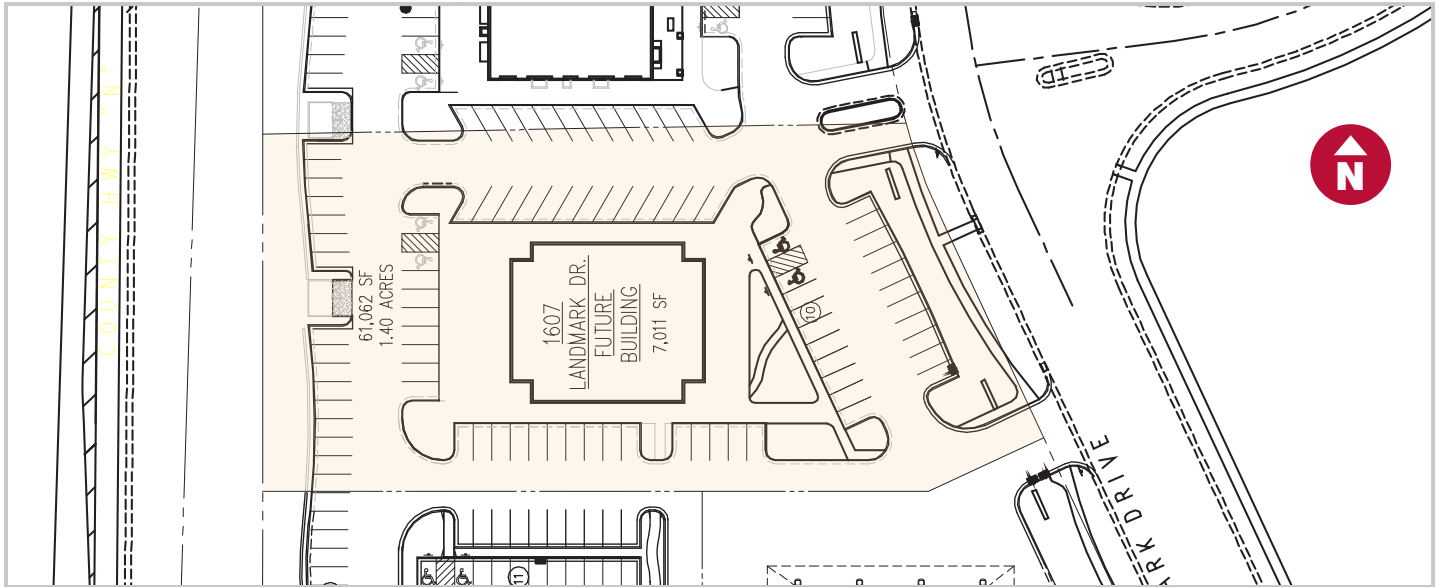 COUNTY HWY "N"
61,062 SF
1.40 ACRES
1607
LANDMARK DR.
FUTURE
BUILDING
7,011 SF
10
N
11
ARK DRIVE